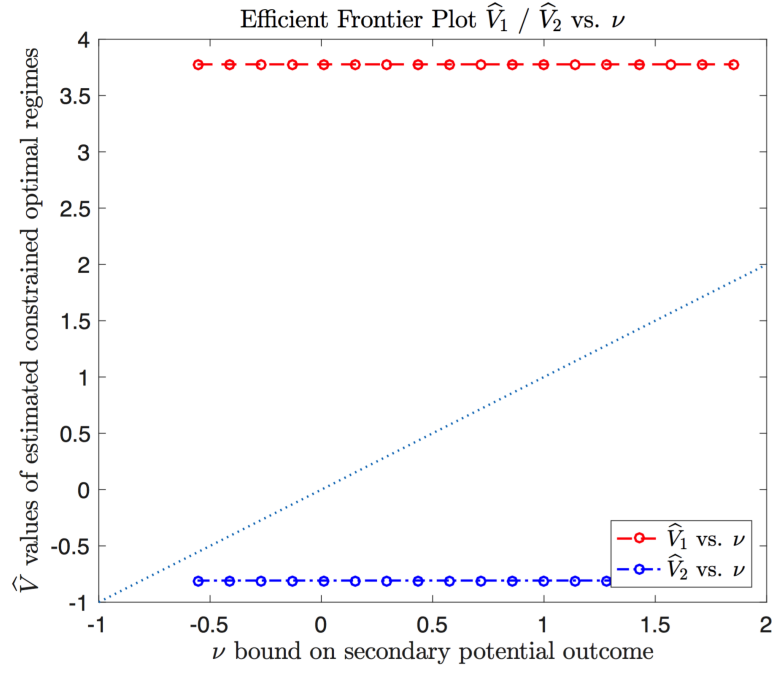 Efficient Frontier Plot V̂₁ / V̂₂ vs. ν
V̂ values of estimated constrained optimal regimes
4
3.5
3
2.5
2
1.5
1
0.5
0
-0.5
-1
V̂₁ vs. ν
V̂₂ vs. ν
-1 -0.5 0 0.5 1 1.5 2
ν bound on secondary potential outcome